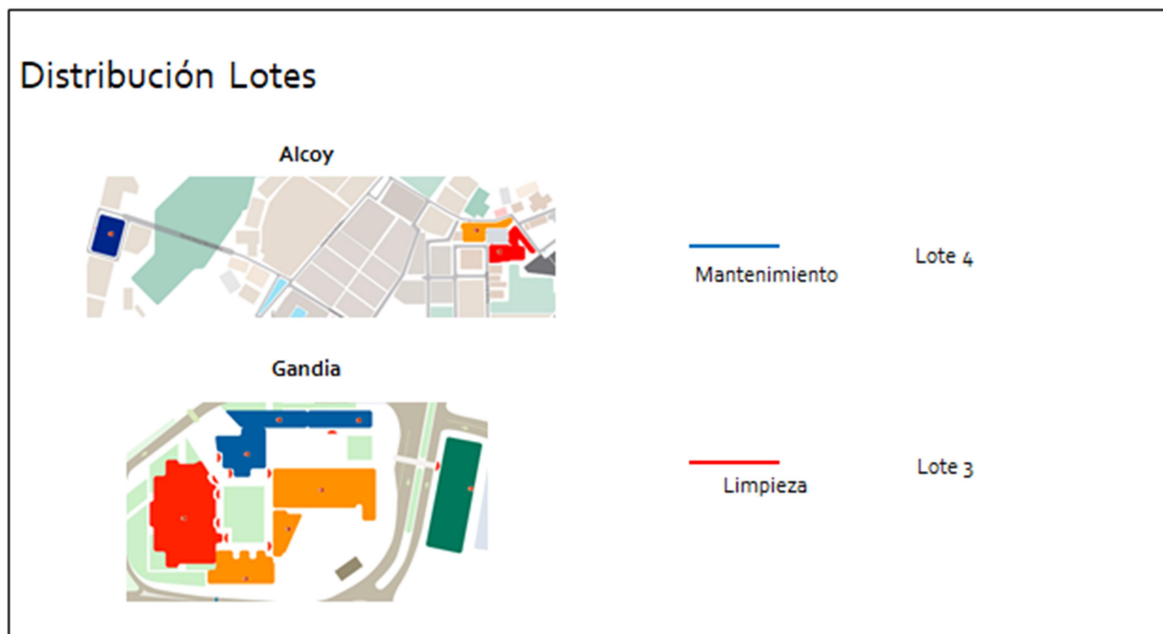 Distribución Lotes
Alcoy
Mantenimiento
Lote 4
Gandia
Limpieza
Lote 3